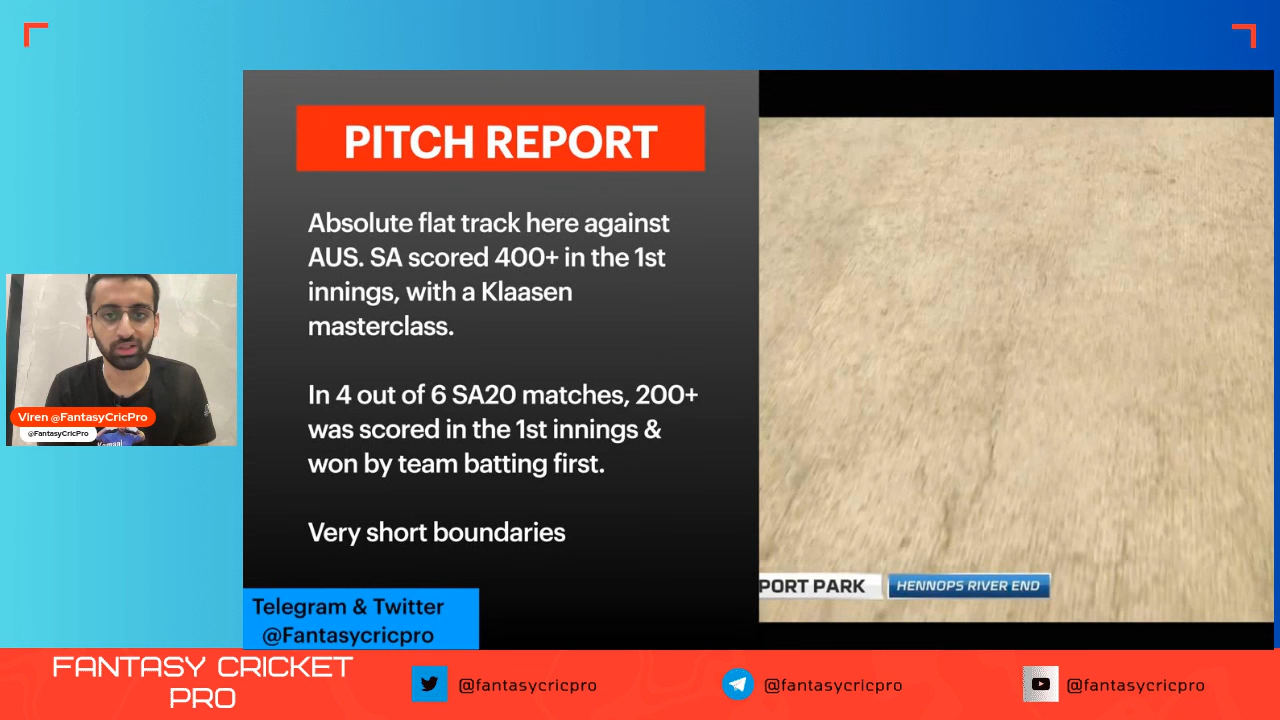 PITCH REPORT
Absolute flat track here against
AUS. SA scored 400+ in the 1st
innings, with a Klaasen
masterclass.
In 4 out of 6 SA20 matches, 200+
was scored in the 1st innings &
won by team batting first.
Very short boundaries
Viren @FantasyCricPro
@FantasyCricPro
PORT PARK
HENNOPS RIVER END
Telegram & Twitter
@Fantasycricpro
FANTASY CRICKET
PRO
@fantasycricpro
@fantasycricpro
@fantasycricpro